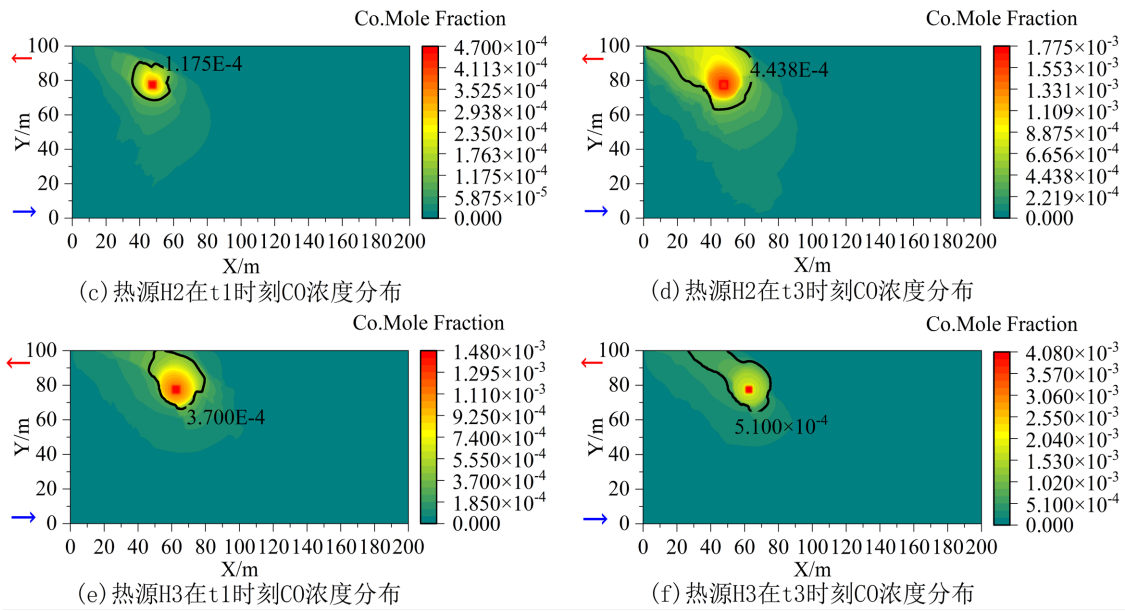 Co.Mole Fraction
100
80
60
40
20
0
Y/m
1.175E-4
4.700×10-4
4.113×10-4
3.525×10-4
2.938×10-4
2.350×10-4
1.763×10-4
1.175×10-4
5.875×10-5
0.000
0 20 40 60 80 100 120 140 160 180 200
X/m
(c)热源H2在t1时刻CO浓度分布
Co.Mole Fraction
100
80
60
40
20
0
Y/m
4.438E-4
1.775×10-3
1.553×10-3
1.331×10-3
1.109×10-3
8.875×10-4
6.656×10-4
4.438×10-4
2.219×10-4
0.000
0 20 40 60 80 100 120 140 160 180 200
X/m
(d)热源H2在t3时刻CO浓度分布
Co.Mole Fraction
100
80
60
40
20
0
Y/m
3.700E-4
1.480×10-3
1.295×10-3
1.110×10-3
9.250×10-4
7.400×10-4
5.550×10-4
3.700×10-4
1.850×10-4
0.000
0 20 40 60 80 100 120 140 160 180 200
X/m
(e)热源H3在t1时刻CO浓度分布
Co.Mole Fraction
100
80
60
40
20
0
Y/m
5.100×10-4
4.080×10-3
3.570×10-3
3.060×10-3
2.550×10-3
2.040×10-3
1.530×10-3
1.020×10-3
5.100×10-4
0.000
0 20 40 60 80 100 120 140 160 180 200
X/m
(f)热源H3在t3时刻CO浓度分布